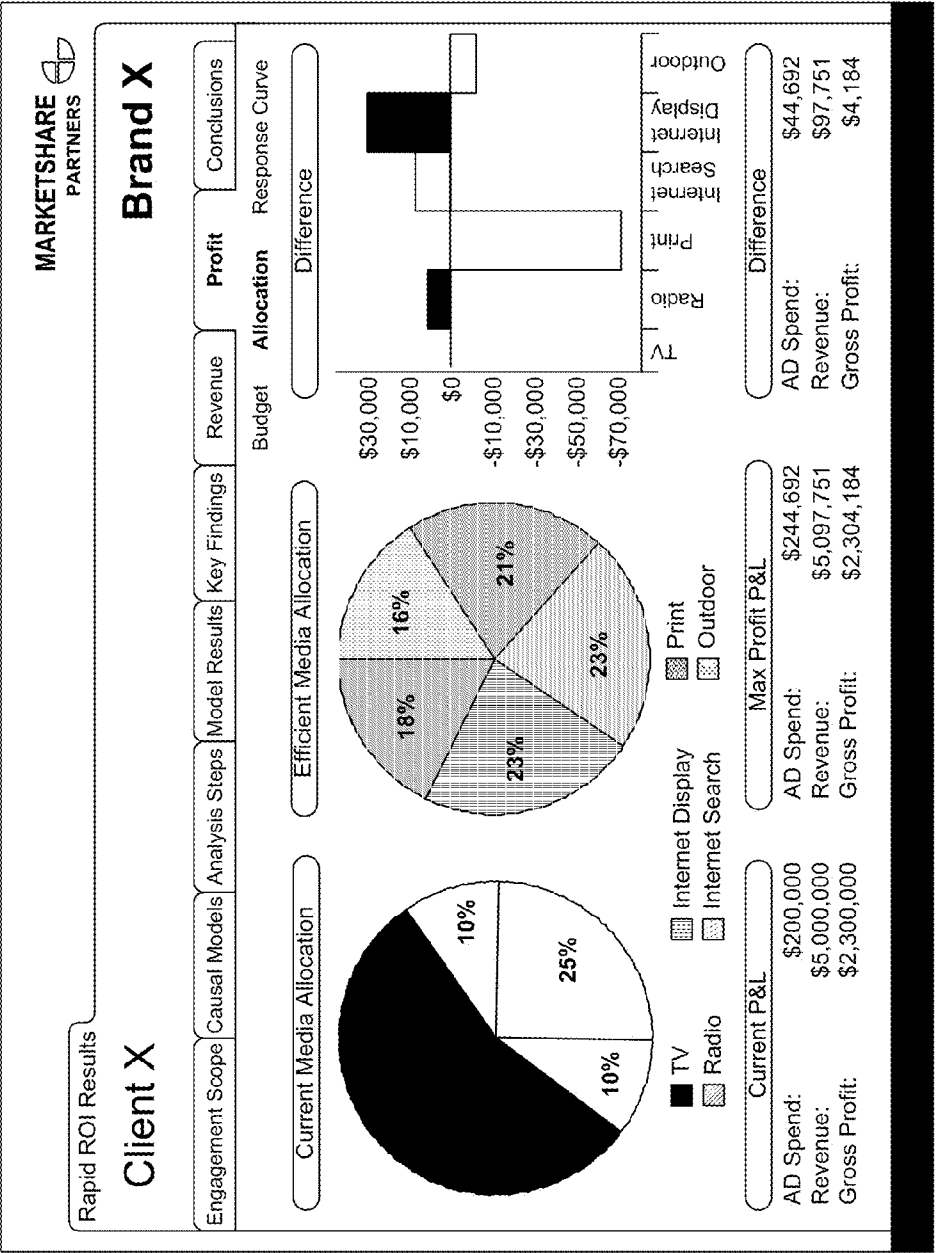 MARKETSHARE
PARTNERS
Rapid ROI Results
Client X
Brand X
Engagement Scope
Causal Models
Analysis Steps
Model Results
Key Findings
Revenue
Profit
Conclusions
Budget
Allocation
Response Curve
Current Media Allocation
10%
25%
10%
Efficient Media Allocation
18%
16%
21%
23%
23%
Difference
$30,000
$10,000
$0
-$10,000
-$30,000
-$50,000
-$70,000
TV
Radio
Print
Internet
Search
Internet
Display
Outdoor
TV
Internet Display
Print
Radio
Internet Search
Outdoor
Current P&L
AD Spend: $200,000
Revenue: $5,000,000
Gross Profit: $2,300,000
Max Profit P&L
AD Spend: $244,692
Revenue: $5,097,751
Gross Profit: $2,304,184
Difference
AD Spend: $44,692
Revenue: $97,751
Gross Profit: $4,184